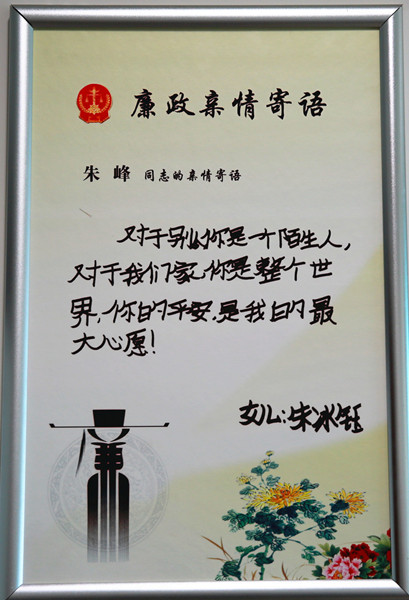 廉政亲情寄语
朱峰 同志的亲情寄语
对于别人你是一个陌生人,
对于我们家,你是整个世
界,你的平安,是我的最
大心愿!
女儿:朱冰钰